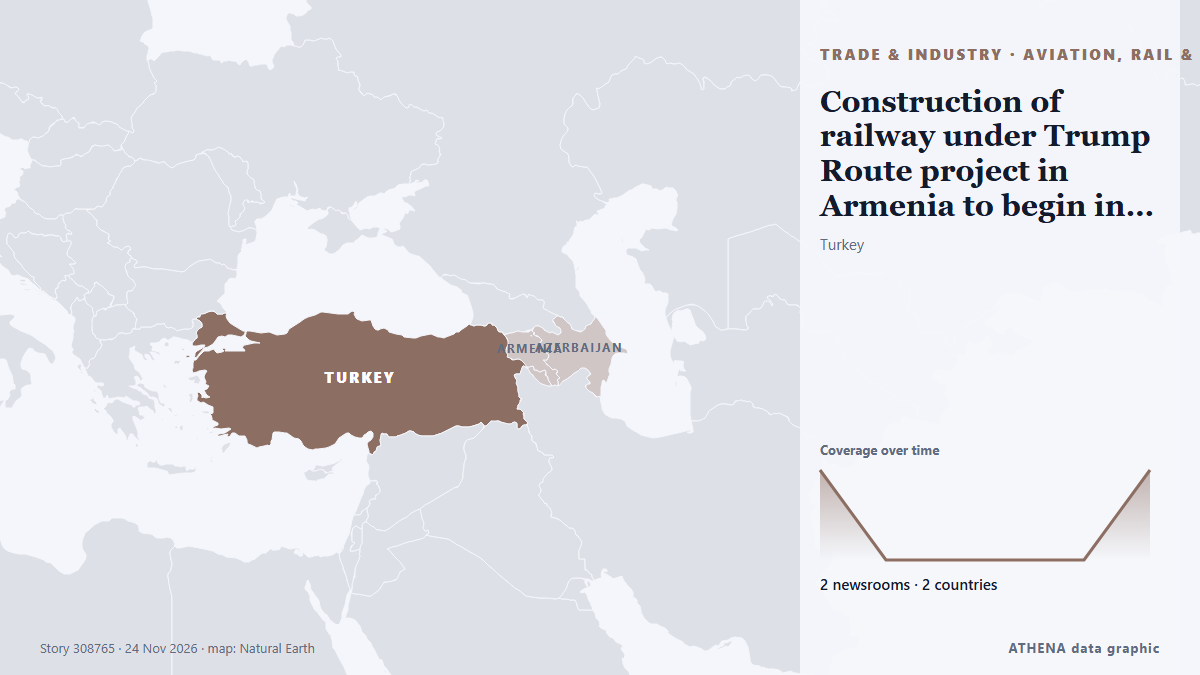 TRADE & INDUSTRY · AVIATION, RAIL &
Construction of
railway under Trump
Route project in
Armenia to begin in...
Turkey
ARMENIA
AZERBAIJAN
TURKEY
Coverage over time
2 newsrooms · 2 countries
Story 308765 · 24 Nov 2026 · map: Natural Earth
ATHENA data graphic